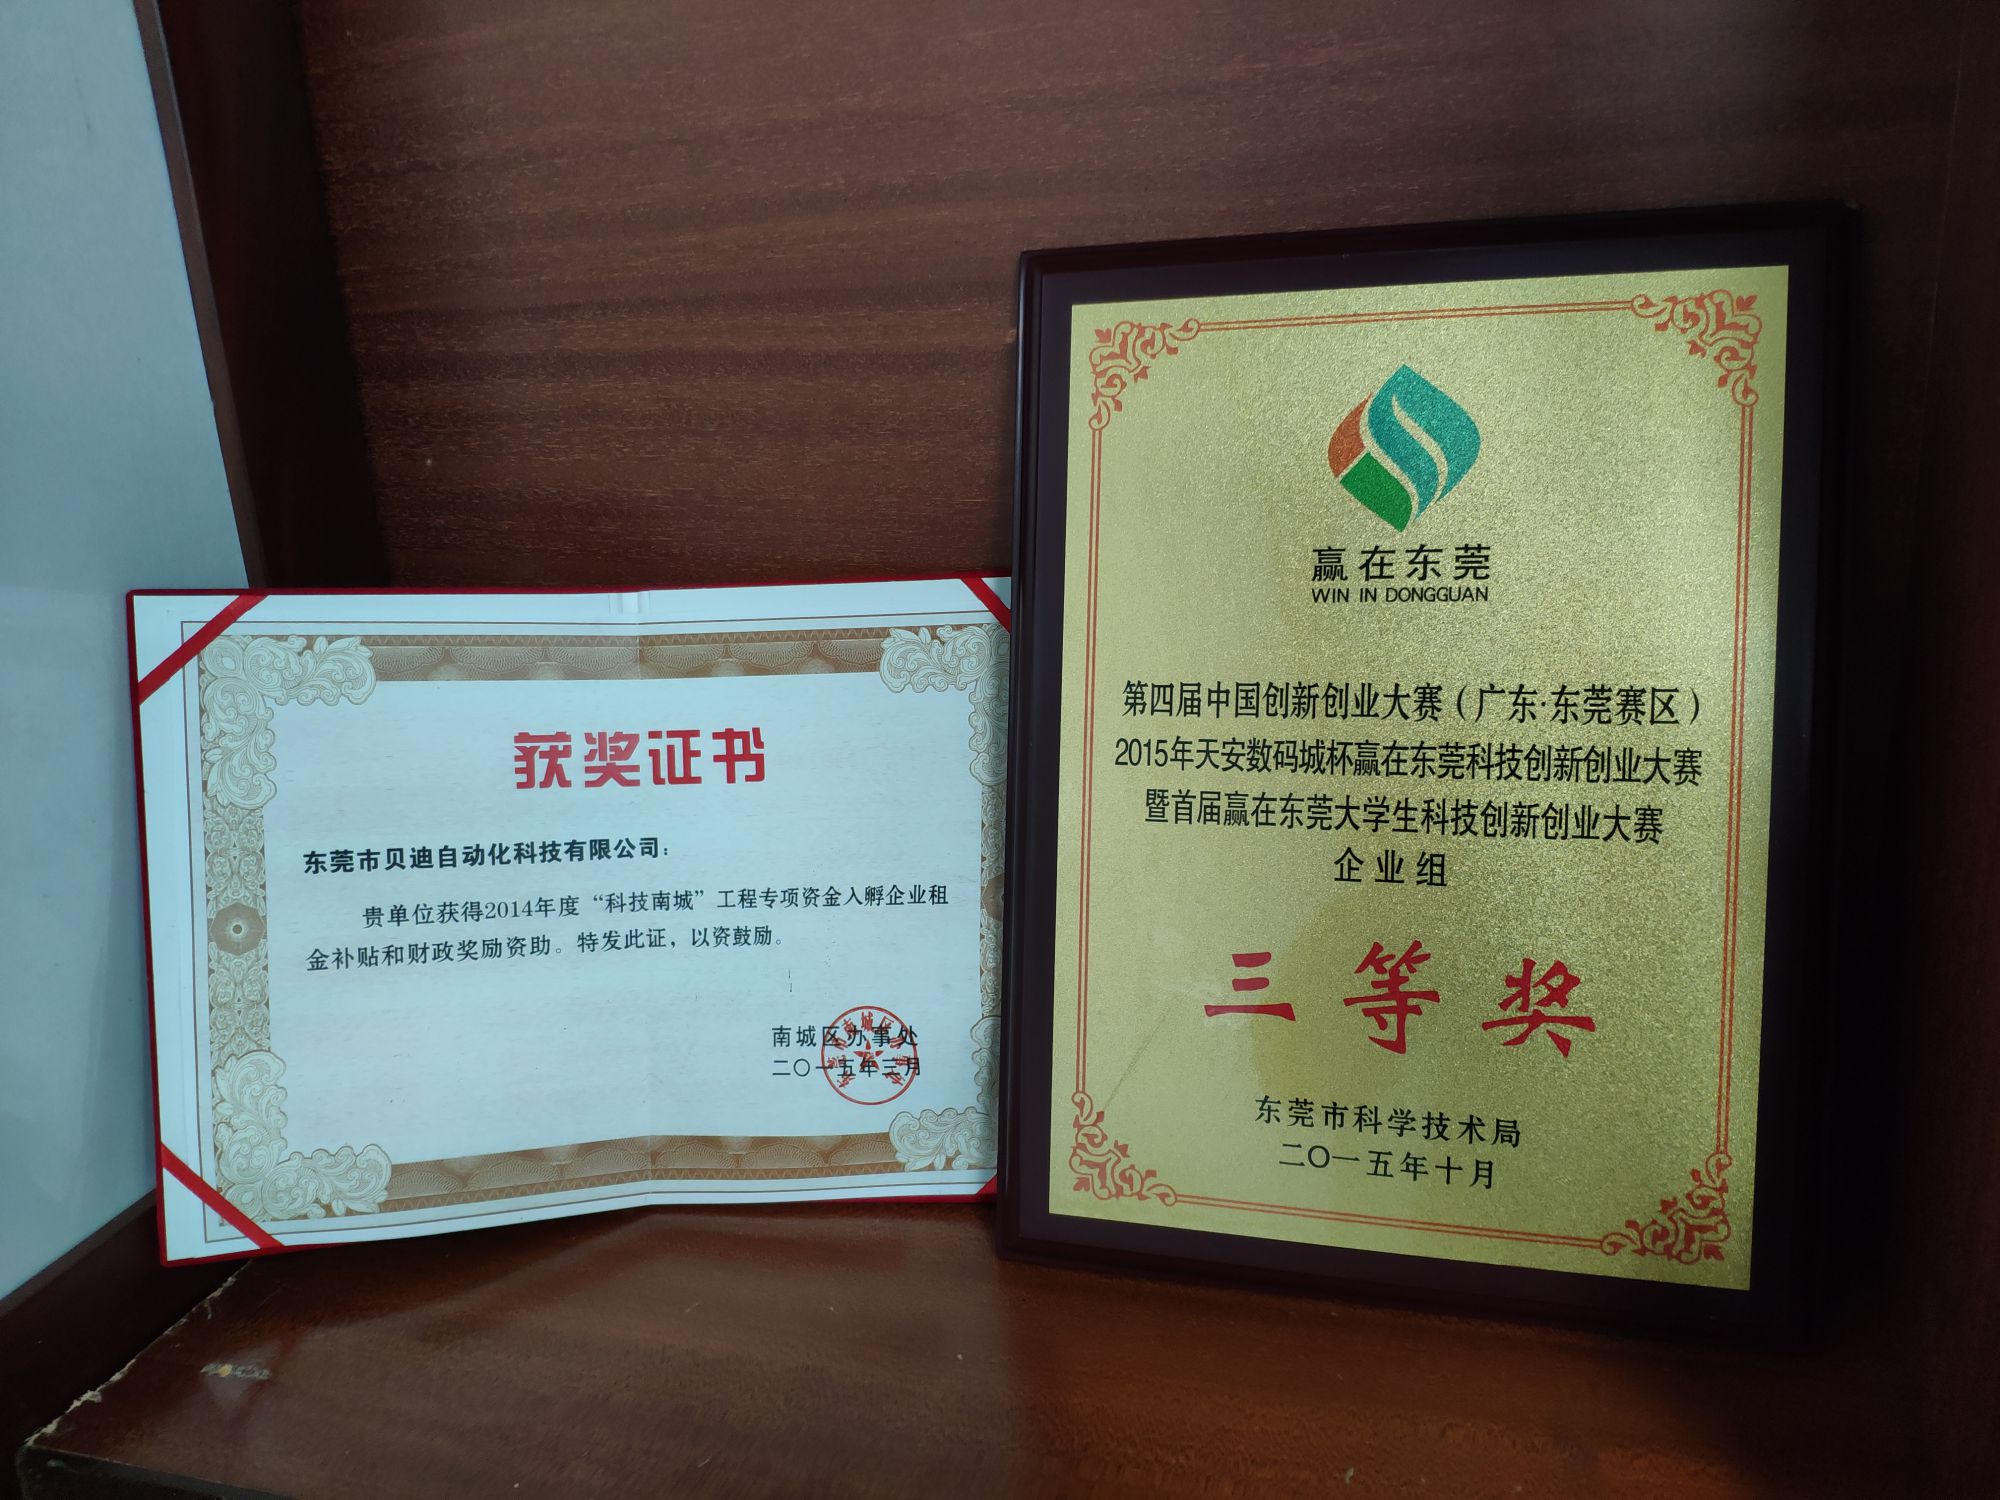 获奖证书
东莞市贝迪自动化科技有限公司：
贵单位获得2014年度“科技南城”工程专项资金入孵企业租
金补贴和财政奖励资助。特发此证，以资鼓励。
南城区办事处
二〇一五年三月
赢在东莞
WIN IN DONGGUAN
第四届中国创新创业大赛（广东·东莞赛区）
2015年天安数码城杯赢在东莞科技创新创业大赛
暨首届赢在东莞大学生科技创新创业大赛
企业组
三等奖
东莞市科学技术局
二〇一五年十月